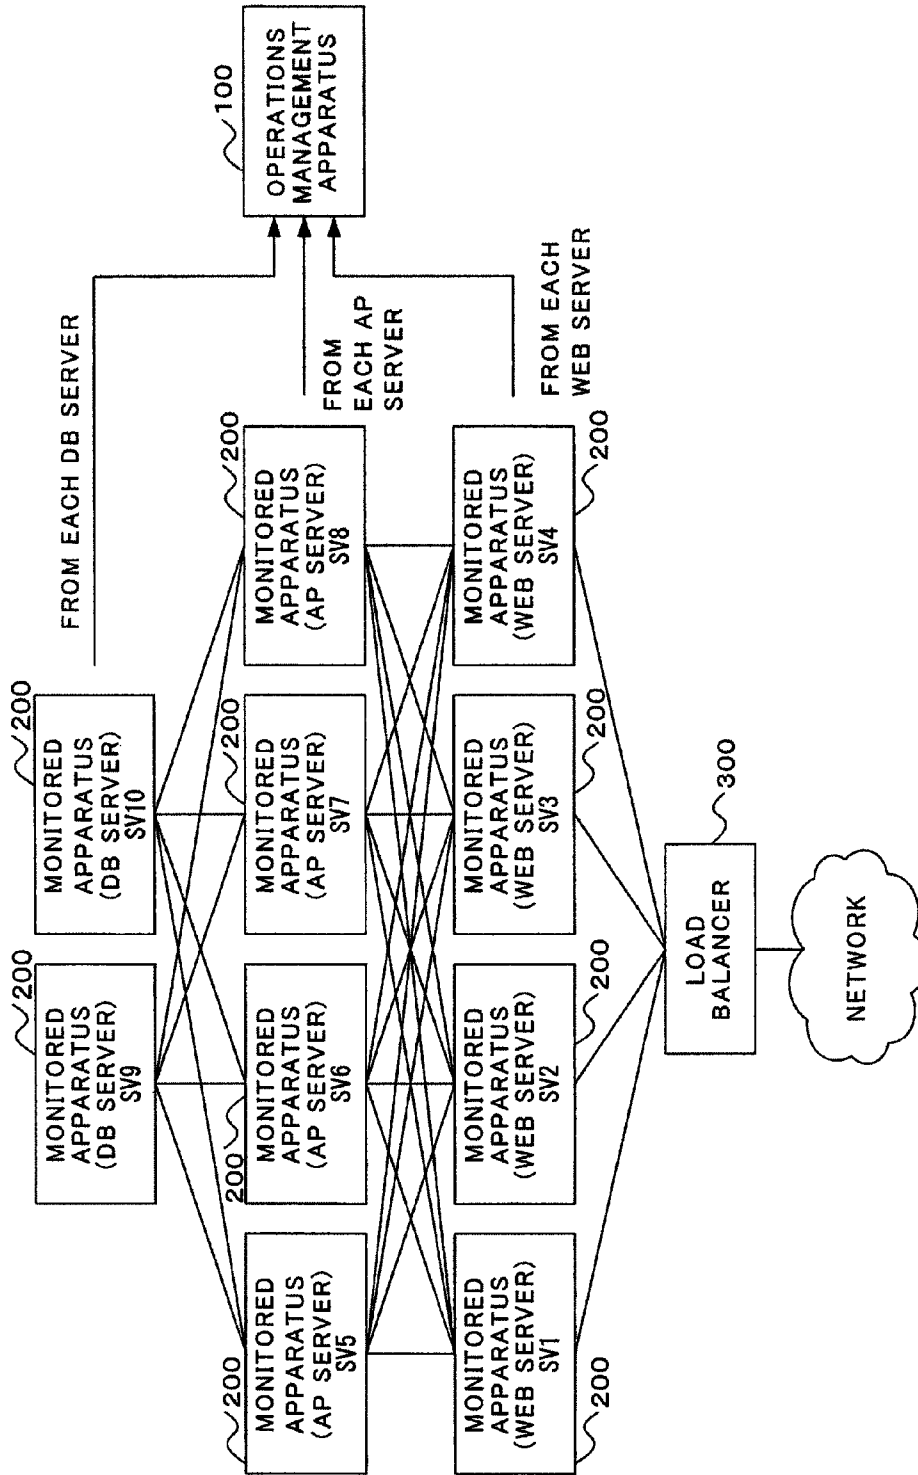 200
MONITORED
APPARATUS
(DB SERVER)
SV9
200
MONITORED
APPARATUS
(DB SERVER)
SV10
FROM EACH DB SERVER
200
MONITORED
APPARATUS
(AP SERVER)
SV5
200
MONITORED
APPARATUS
(AP SERVER)
SV6
200
MONITORED
APPARATUS
(AP SERVER)
SV7
200
MONITORED
APPARATUS
(AP SERVER)
SV8
FROM
EACH AP
SERVER
100
OPERATIONS
MANAGEMENT
APPARATUS
MONITORED
APPARATUS
(WEB SERVER)
SV1
200
MONITORED
APPARATUS
(WEB SERVER)
SV2
200
MONITORED
APPARATUS
(WEB SERVER)
SV3
200
MONITORED
APPARATUS
(WEB SERVER)
SV4
200
FROM EACH
WEB SERVER
LOAD
BALANCER
300
NETWORK